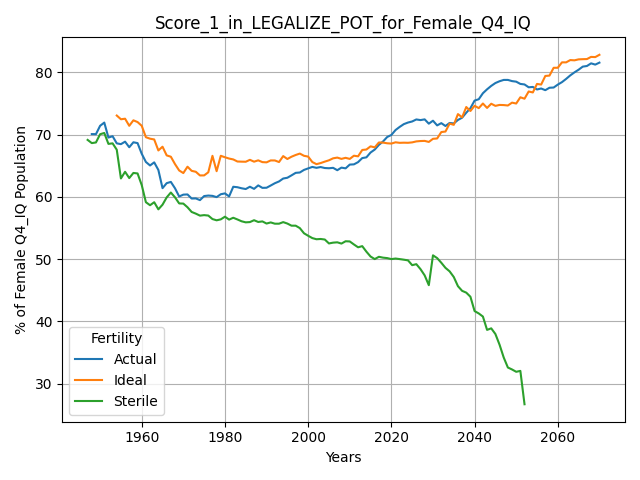 Score_1_in_LEGALIZE_POT_for_Female_Q4_IQ
% of Female Q4_IQ Population
80
70
60
50
40
30
Fertility
Actual
Ideal
Sterile
1960 1980 2000 2020 2040 2060
Years